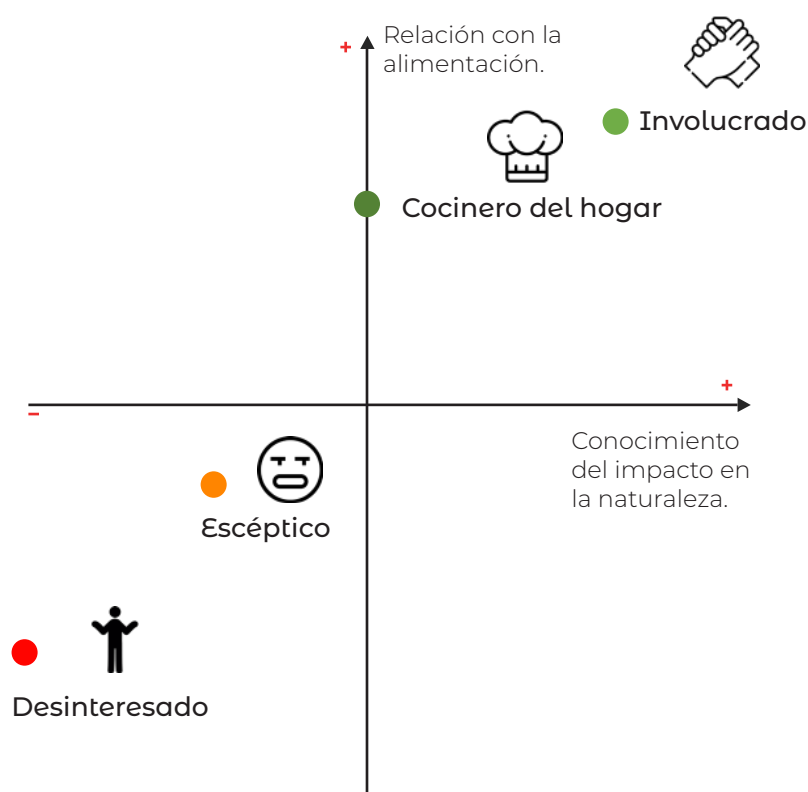 +
Relación con la
alimentación.
Involucrado
Cocinero del hogar
+
–
Conocimiento
del impacto en
la naturaleza.
Escéptico
Desinteresado